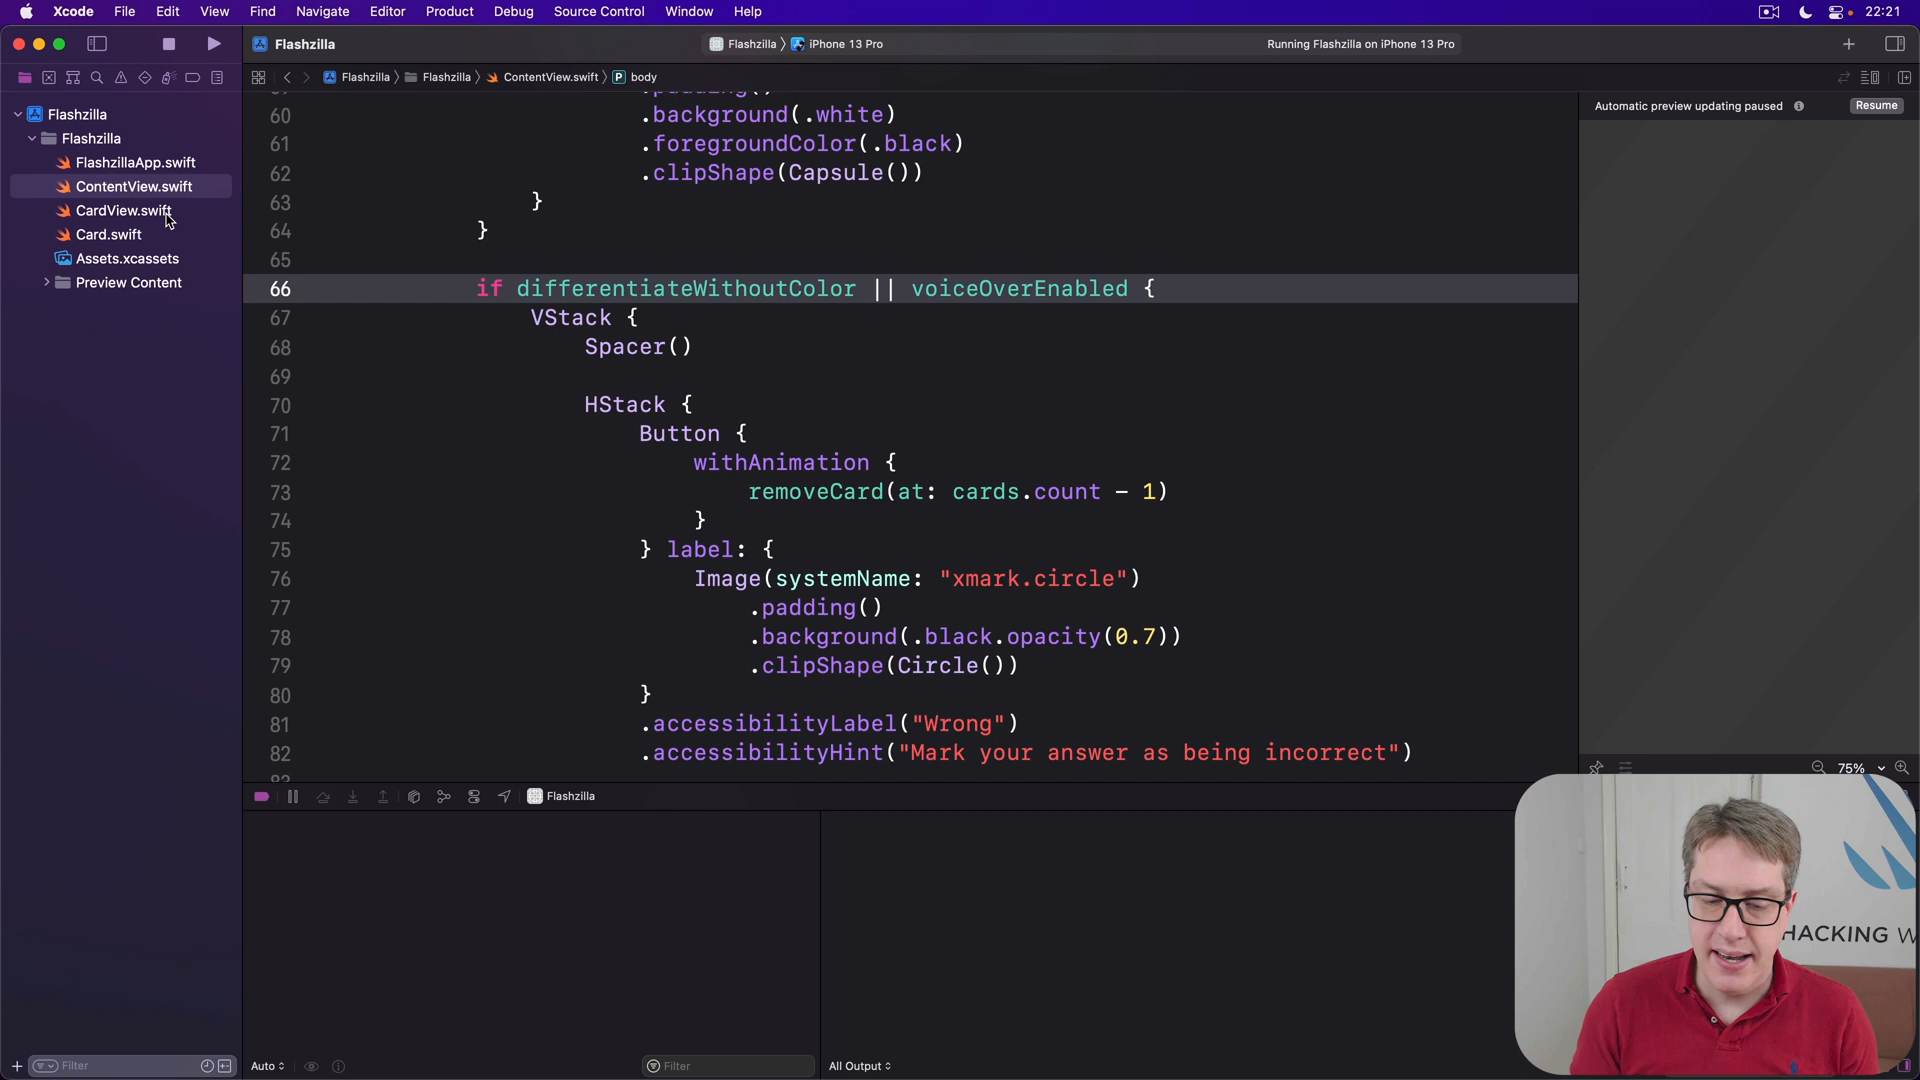 Xcode File Edit View Find Navigate Editor Product Debug Source Control Window Help 22:21
Flashzilla Flashzilla iPhone 13 Pro Running Flashzilla on iPhone 13 Pro
Flashzilla Flashzilla ContentView.swift P body
Automatic preview updating paused Resume
Flashzilla
Flashzilla
FlashzillaApp.swift
ContentView.swift
CardView.swift
Card.swift
Assets.xcassets
Preview Content
.padding()
60 .background(.white)
61 .foregroundColor(.black)
62 .clipShape(Capsule())
63 }
64 }
65
66 if differentiateWithoutColor || voiceOverEnabled {
67 VStack {
68 Spacer()
69
70 HStack {
71 Button {
72 withAnimation {
73 removeCard(at: cards.count - 1)
74 }
75 } label: {
76 Image(systemName: "xmark.circle")
77 .padding()
78 .background(.black.opacity(0.7))
79 .clipShape(Circle())
80 }
81 .accessibilityLabel("Wrong")
82 .accessibilityHint("Mark your answer as being incorrect")
75%
Flashzilla
HACKING W
Filter Auto Filter All Output